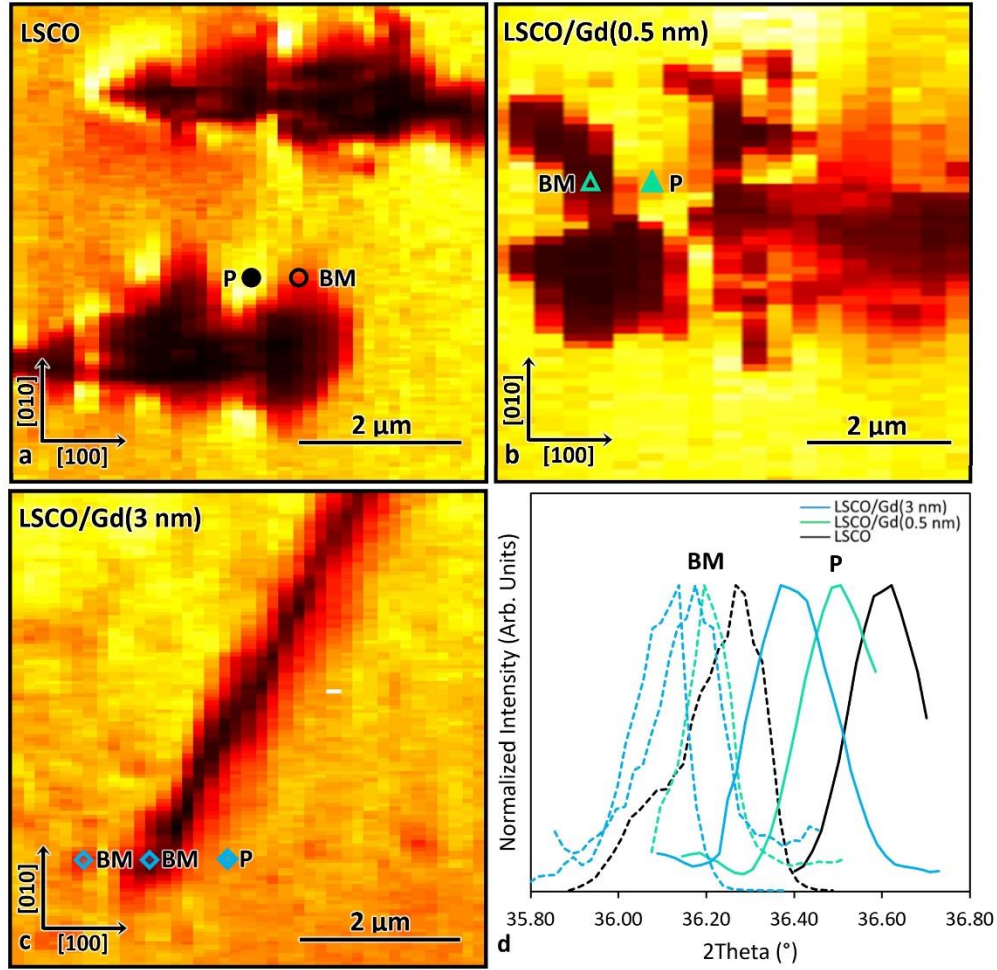 LSCO
P
BM
[010]
[100]
2 µm
a
LSCO/Gd(0.5 nm)
BM
P
[010]
[100]
2 µm
b
LSCO/Gd(3 nm)
BM
BM
P
[010]
[100]
2 µm
c
LSCO/Gd(3 nm)
LSCO/Gd(0.5 nm)
LSCO
BM
P
Normalized Intensity (Arb. Units)
35.80 36.00 36.20 36.40 36.60 36.80
d
2Theta (°)